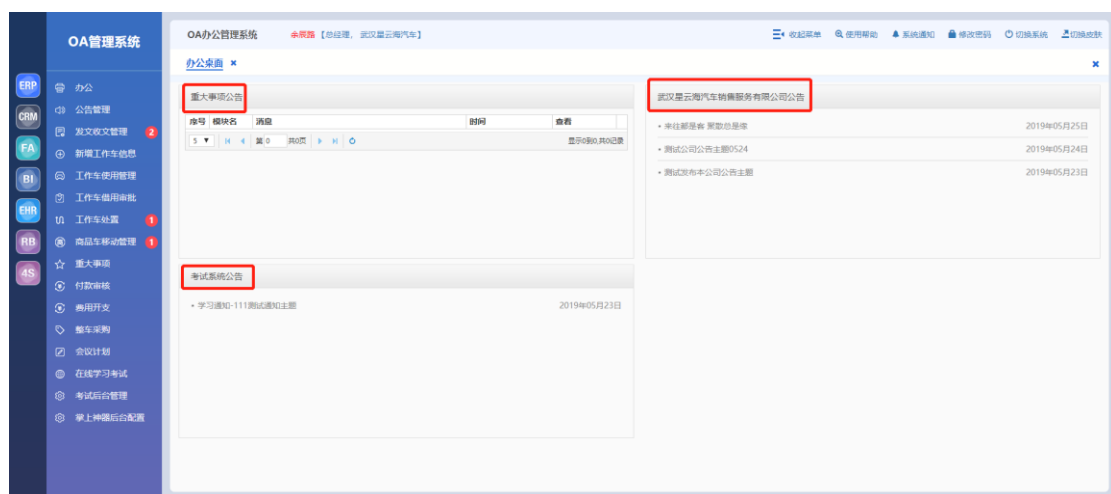 OA管理系统
OA办公管理系统
【总经理，武汉星云海汽车】
收起菜单
使用帮助
系统通知
修改密码
切换系统
切换皮肤
办公桌面 ×
×
ERP
CRM
FA
BI
EHR
RB
4S
办公
公告管理
发文收文管理 2
新增工作车信息
工作车使用管理
工作车借用审批
工作车处置 1
商品车移动管理 1
重大事项
付款审核
费用开支
整车采购
会议计划
在线学习考试
考试后台管理
掌上神器后台配置
重大事项公告
序号 模块名 消息 时间 查看
5 第 0 共0页 显示0到0,共0记录
武汉星云海汽车销售服务有限公司公告
来往都是客 聚散总是缘 2019年05月25日
测试公司公告主题0524 2019年05月24日
测试发布本公司公告主题 2019年05月23日
考试系统公告
学习通知-111测试通知主题 2019年05月23日